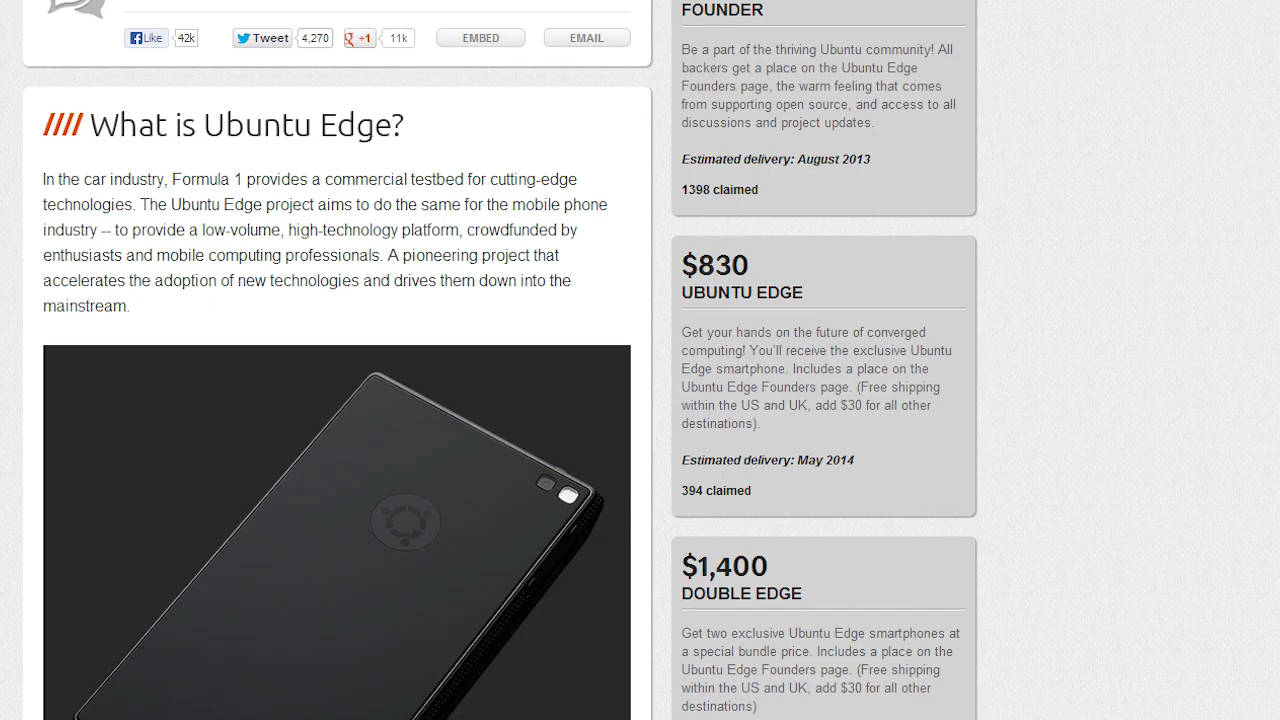 Like
42k
Tweet
4,270
+1
11k
EMBED
EMAIL
//// What is Ubuntu Edge?
In the car industry, Formula 1 provides a commercial testbed for cutting-edge
technologies. The Ubuntu Edge project aims to do the same for the mobile phone
industry -- to provide a low-volume, high-technology platform, crowdfunded by
enthusiasts and mobile computing professionals. A pioneering project that
accelerates the adoption of new technologies and drives them down into the
mainstream.
FOUNDER
Be a part of the thriving Ubuntu community! All
backers get a place on the Ubuntu Edge
Founders page, the warm feeling that comes
from supporting open source, and access to all
discussions and project updates.
Estimated delivery: August 2013
1398 claimed
$830
UBUNTU EDGE
Get your hands on the future of converged
computing! You'll receive the exclusive Ubuntu
Edge smartphone. Includes a place on the
Ubuntu Edge Founders page. (Free shipping
within the US and UK, add $30 for all other
destinations).
Estimated delivery: May 2014
394 claimed
$1,400
DOUBLE EDGE
Get two exclusive Ubuntu Edge smartphones at
a special bundle price. Includes a place on the
Ubuntu Edge Founders page. (Free shipping
within the US and UK, add $30 for all other
destinations)